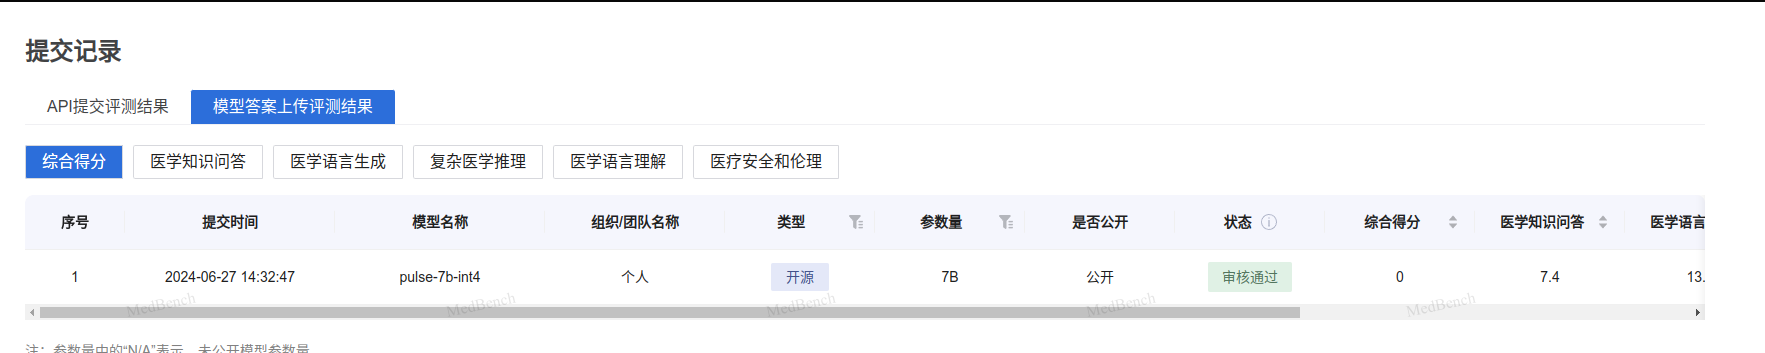 提交记录
API提交评测结果 模型答案上传评测结果
综合得分 医学知识问答 医学语言生成 复杂医学推理 医学语言理解 医疗安全和伦理
序号 提交时间 模型名称 组织/团队名称 类型 参数量 是否公开 状态 综合得分 医学知识问答 医学语言
1 2024-06-27 14:32:47 pulse-7b-int4 个人 开源 7B 公开 审核通过 0 7.4 13.
MedBench MedBench MedBench MedBench MedBench
注：参数量中的“N/A”表示，未公开模型参数量